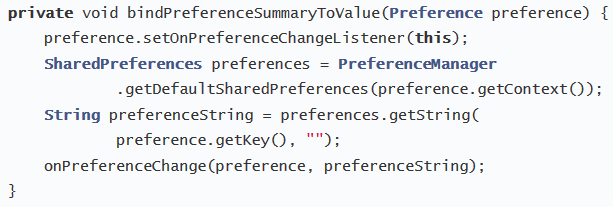 private void bindPreferenceSummaryToValue(Preference preference) {
    preference.setOnPreferenceChangeListener(this);
    SharedPreferences preferences = PreferenceManager
            .getDefaultSharedPreferences(preference.getContext());
    String preferenceString = preferences.getString(
            preference.getKey(), "");
    onPreferenceChange(preference, preferenceString);
}